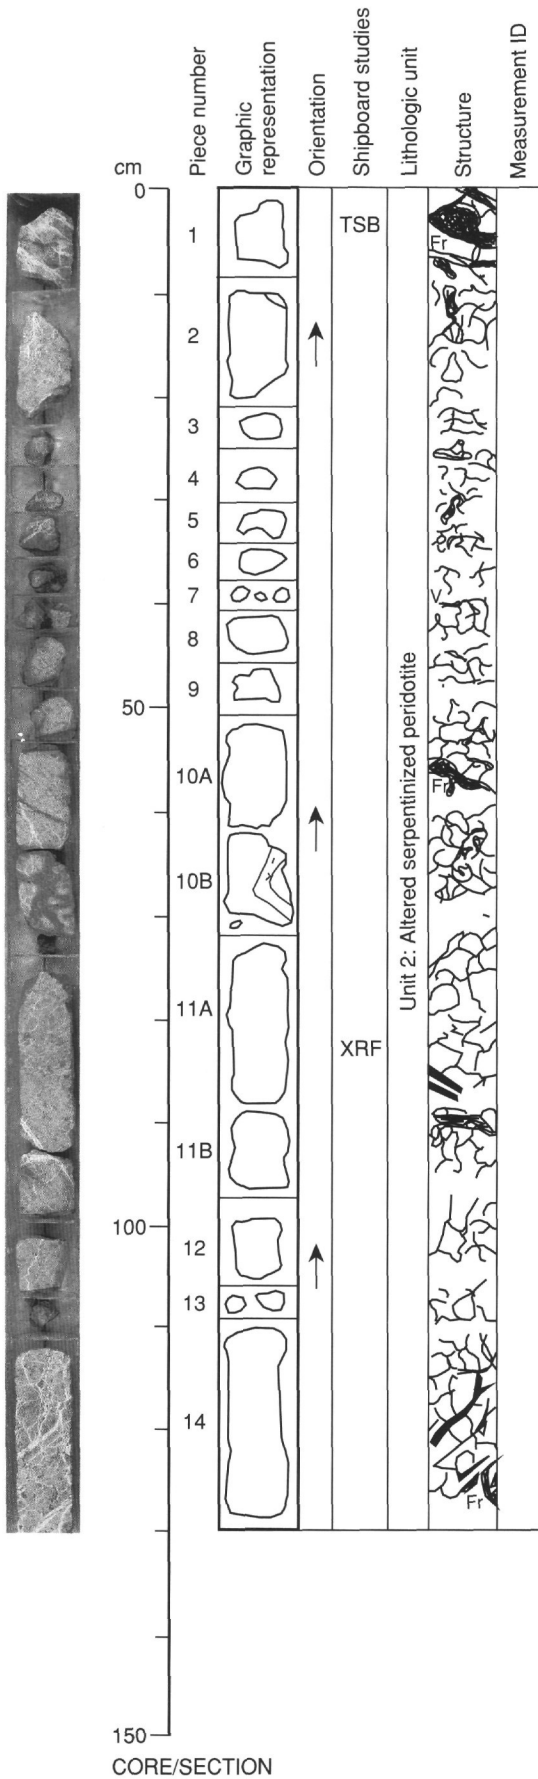 cm
Piece number
Graphic
representation
Orientation
Shipboard studies
Lithologic unit
Structure
Measurement ID
0
1
TSB
Fr
2
3
4
5
6
7
V
8
9
50
10A
Fr
10B
Unit 2: Altered serpentinized peridotite
11A
XRF
11B
100
12
13
14
Fr
150
CORE/SECTION